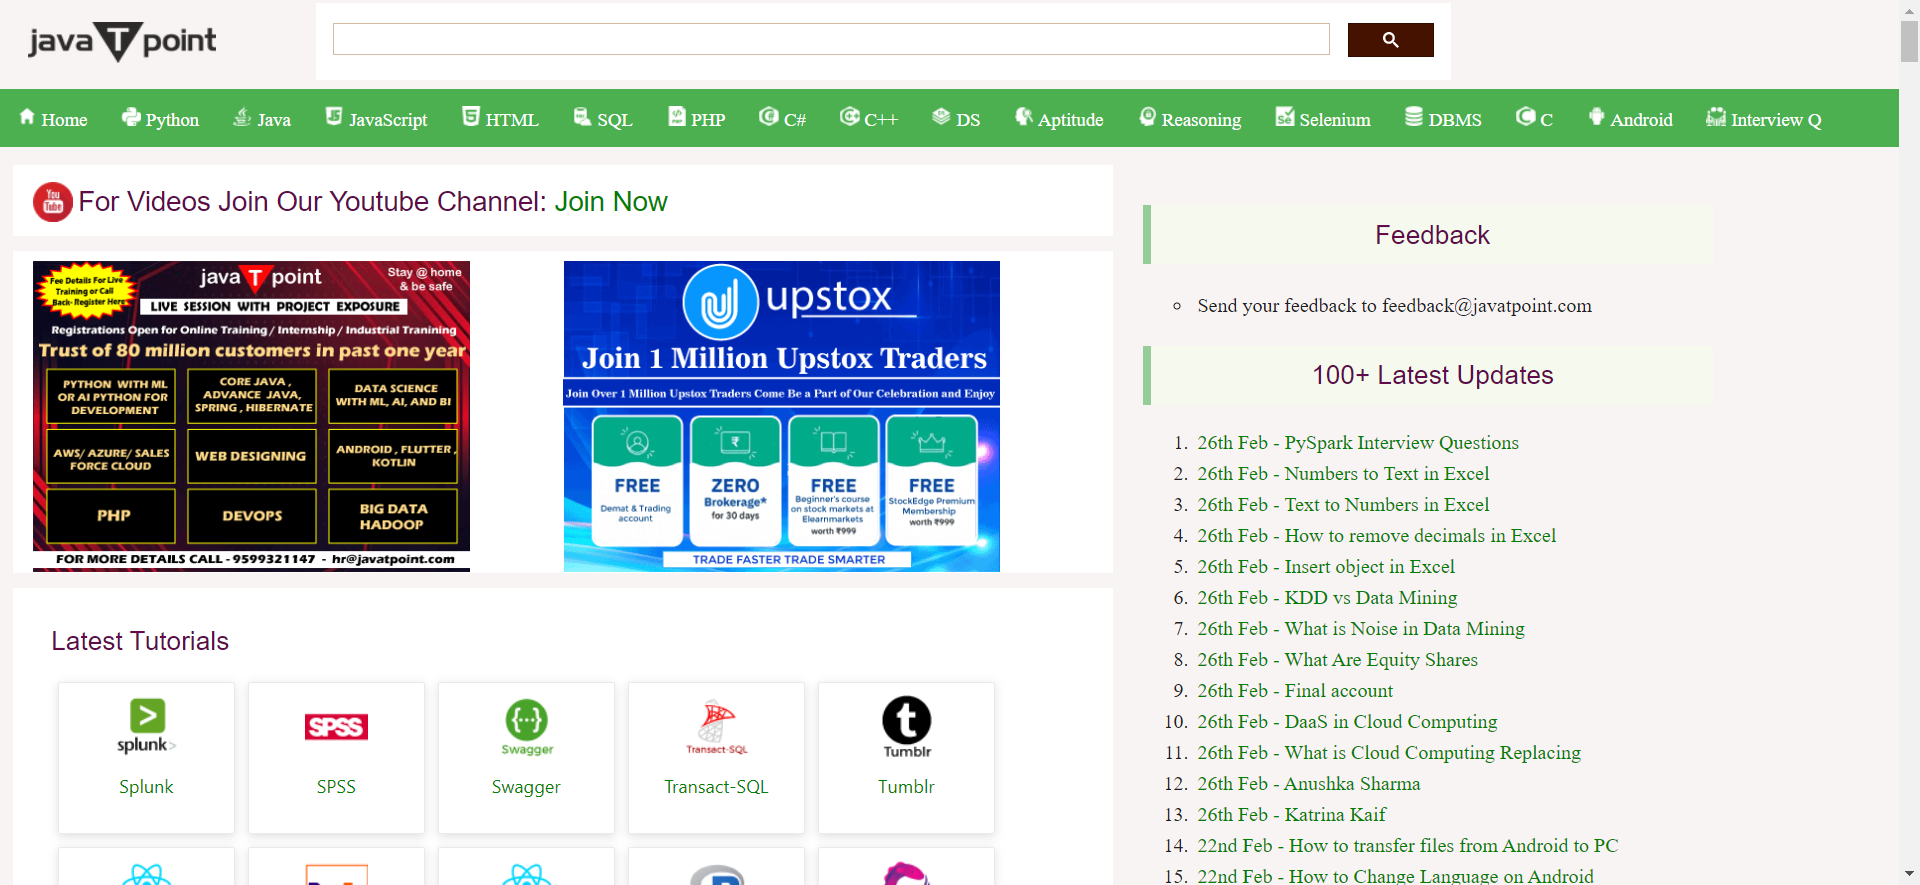 java T point
Home Python Java JavaScript HTML SQL PHP C# C++ DS Aptitude Reasoning Selenium DBMS C Android Interview Q
You
Tube
For Videos Join Our Youtube Channel: Join Now
Fee Details For Live
Training or Call
Back- Register Here
java T point
Stay @ home
& be safe
LIVE SESSION WITH PROJECT EXPOSURE
Registrations Open for Online Training/ Internship/ Industrial Tranining
Trust of 80 million customers in past one year
PYTHON WITH ML
OR AI PYTHON FOR
DEVELOPMENT
CORE JAVA ,
ADVANCE JAVA,
SPRING , HIBERNATE
DATA SCIENCE
WITH ML, AI, AND BI
AWS/ AZURE/ SALES
FORCE CLOUD
WEB DESIGNING
ANDROID , FLUTTER ,
KOTLIN
PHP
DEVOPS
BIG DATA
HADOOP
FOR MORE DETAILS CALL - 9599321147 - hr@javatpoint.com
upstox
Join 1 Million Upstox Traders
Join Over 1 Million Upstox Traders Come Be a Part of Our Celebration and Enjoy
FREE
Demat & Trading
account
ZERO
Brokerage*
for 30 days
FREE
Beginner's course
on stock markets at
Elearnmarkets
worth ₹999
FREE
StockEdge Premium
Membership
worth ₹999
TRADE FASTER TRADE SMARTER
Latest Tutorials
splunk>
Splunk
SPSS
SPSS
Swagger
Swagger
Transact-SQL
Transact-SQL
Tumblr
Tumblr
Feedback
Send your feedback to feedback@javatpoint.com
100+ Latest Updates
1. 26th Feb - PySpark Interview Questions
2. 26th Feb - Numbers to Text in Excel
3. 26th Feb - Text to Numbers in Excel
4. 26th Feb - How to remove decimals in Excel
5. 26th Feb - Insert object in Excel
6. 26th Feb - KDD vs Data Mining
7. 26th Feb - What is Noise in Data Mining
8. 26th Feb - What Are Equity Shares
9. 26th Feb - Final account
10. 26th Feb - DaaS in Cloud Computing
11. 26th Feb - What is Cloud Computing Replacing
12. 26th Feb - Anushka Sharma
13. 26th Feb - Katrina Kaif
14. 22nd Feb - How to transfer files from Android to PC
15. 22nd Feb - How to Change Language on Android